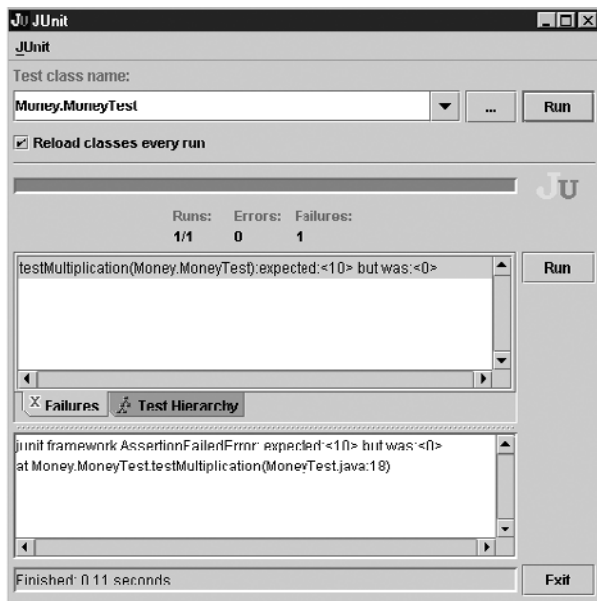 JU JUnit
JUnit
Test class name:
Money.MoneyTest
... Run
Reload classes every run
JU
Runs: Errors: Failures:
1/1 0 1
testMultiplication(Money.MoneyTest):expected:<10> but was:<0>
Run
X Failures Test Hierarchy
junit framework AssertionFailedError: expected:<10> but was:<0>
at Money.MoneyTest.testMultiplication(MoneyTest.java:18)
Finished: 0.11 seconds
Exit